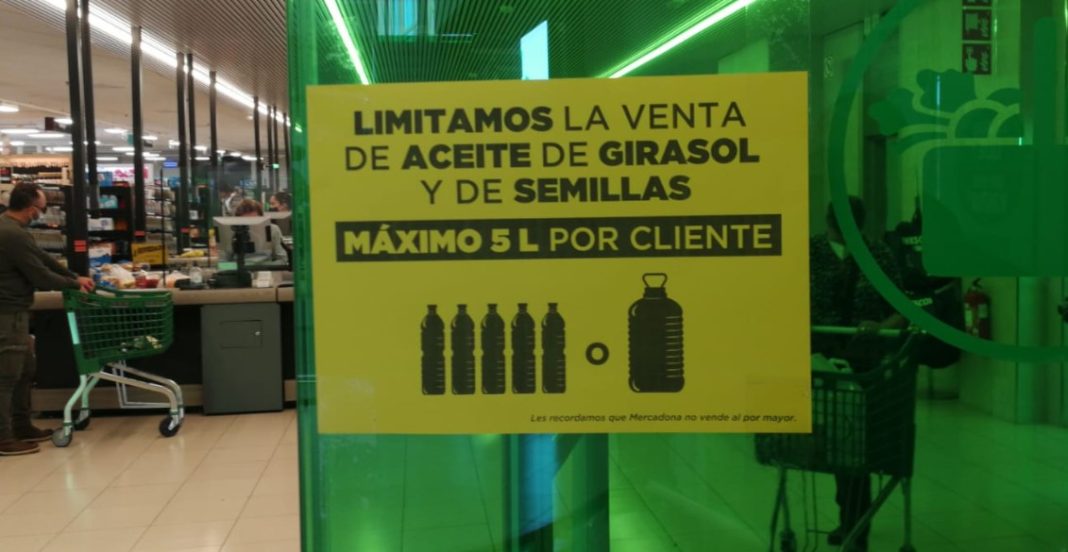 LIMITAMOS LA VENTA
DE ACEITE DE GIRASOL
Y DE SEMILLAS
MÁXIMO 5 L POR CLIENTE
o
Les recordamos que Mercadona no vende al por mayor.